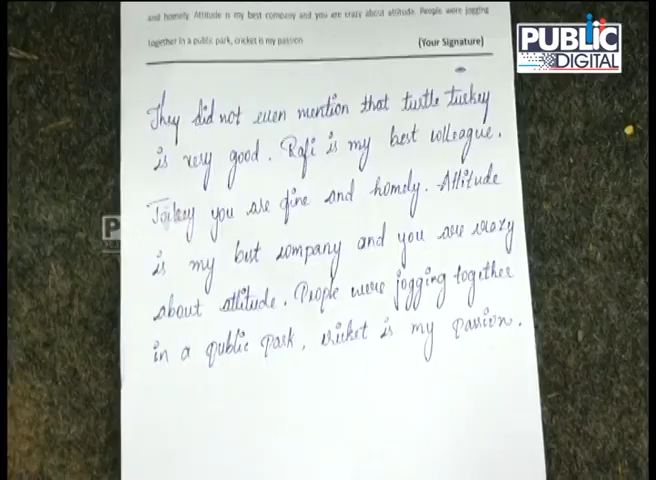 and homely. Attitude is my best company and you are crazy about attitude. People were jogging
together in a public park, cricket is my passion
(Your Signature)
PUBLIC
DIGITAL
They did not even mention that turtle turkey
is very good. Rafi is my best colleague.
you are fine and homely. Attitude
is my best company and you are crazy
about attitude. People were jogging together
in a public park, cricket is my passion.